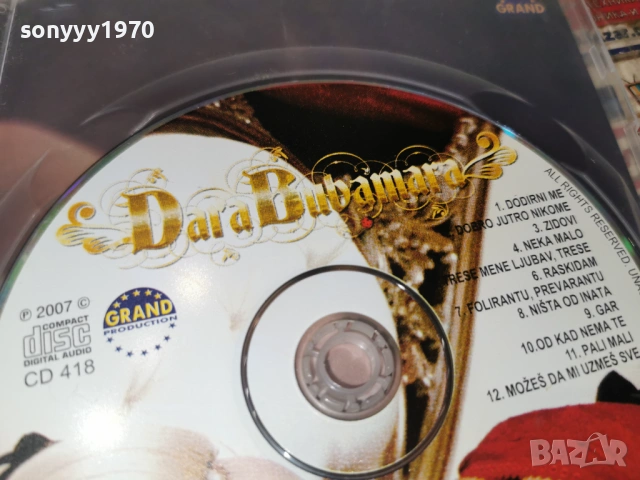 sonyyy1970
GRAND
Dara Bubamara
1. DODIRNI ME
DOBRO JUTRO NIKOME
3. ZIDOVI
4. NEKA MALO
TRESE MENE LJUBAV, TRESE
6. RASKIDAM
7. FOLIRANTU, PREVARANTU
8. NIŠTA OD INATA
9. GAR
10.OD KAD NEMA TE
11. PALI MALI
12. MOŽEŠ DA MI UZMEŠ SVE
ALL RIGHTS RESERVED
℗ 2007 ©
COMPACT
disc
DIGITAL AUDIO
CD 418
GRAND
PRODUCTION
BAZAR